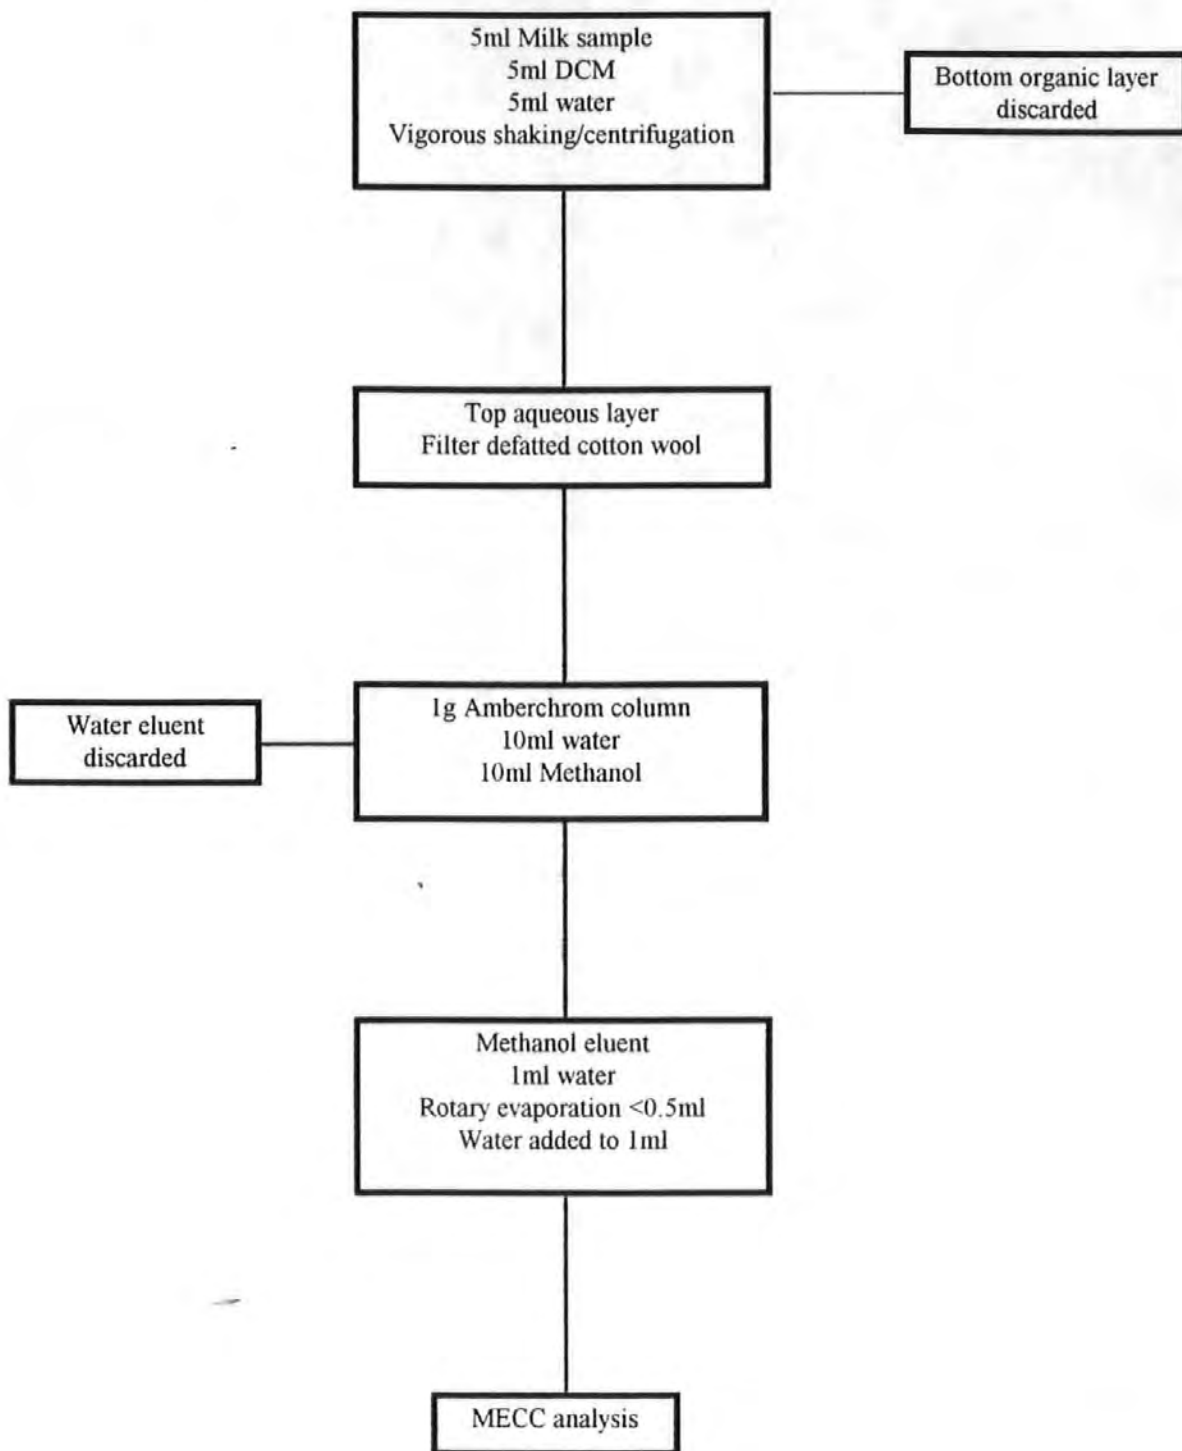 5ml Milk sample
5ml DCM
5ml water
Vigorous shaking/centrifugation
Bottom organic layer
discarded
Top aqueous layer
Filter defatted cotton wool
1g Amberchrom column
10ml water
10ml Methanol
Water eluent
discarded
Methanol eluent
1ml water
Rotary evaporation <0.5ml
Water added to 1ml
MECC analysis